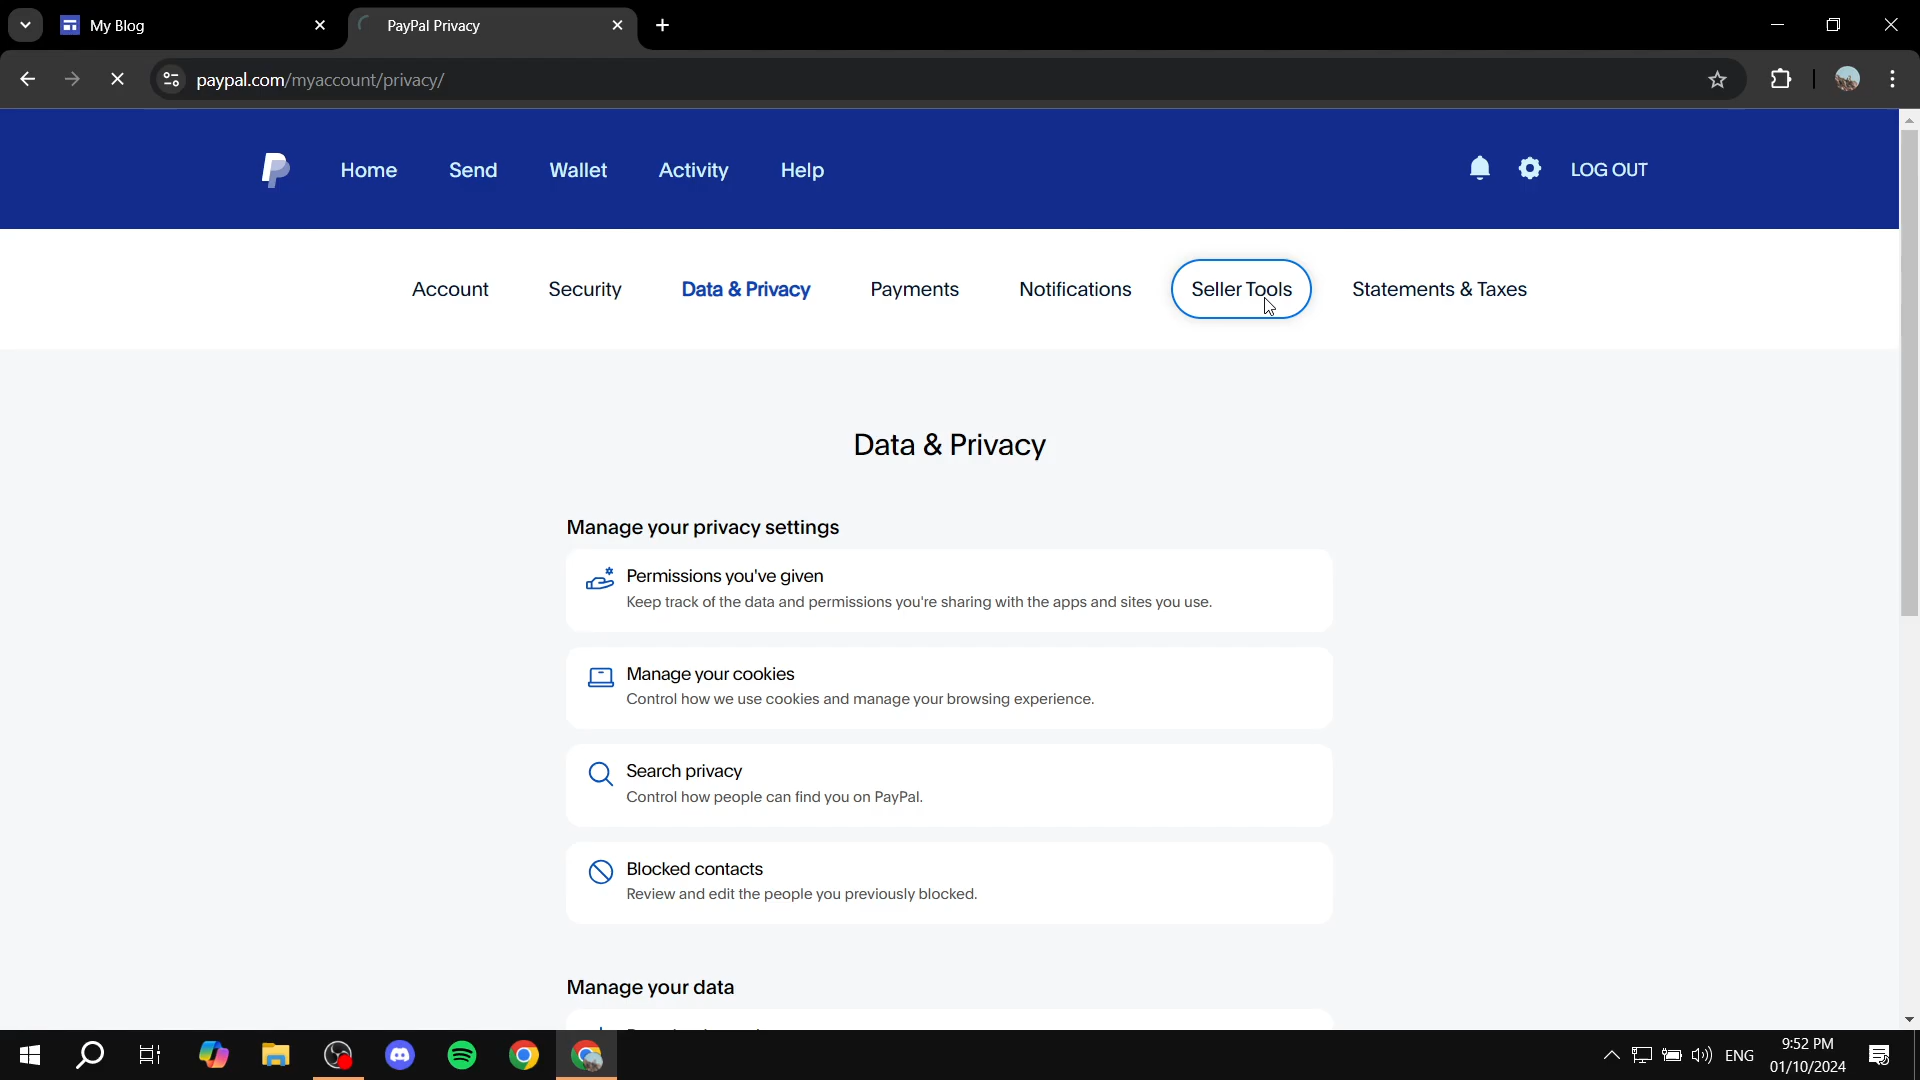 My Blog
PayPal Privacy
paypal.com/myaccount/privacy/
Home
Send
Wallet
Activity
Help
LOG OUT
Account
Security
Data & Privacy
Payments
Notifications
Seller Tools
Statements & Taxes
Data & Privacy
Manage your privacy settings
Permissions you've given
Keep track of the data and permissions you're sharing with the apps and sites you use.
Manage your cookies
Control how we use cookies and manage your browsing experience.
Search privacy
Control how people can find you on PayPal.
Blocked contacts
Review and edit the people you previously blocked.
Manage your data
ENG
9:52 PM
01/10/2024